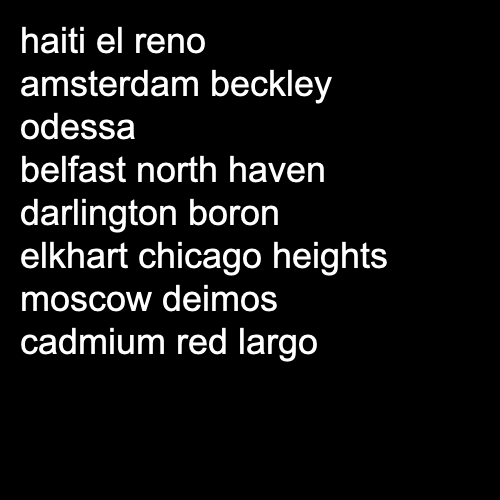 haiti el reno
amsterdam beckley
odessa
belfast north haven
darlington boron
elkhart chicago heights
moscow deimos
cadmium red largo